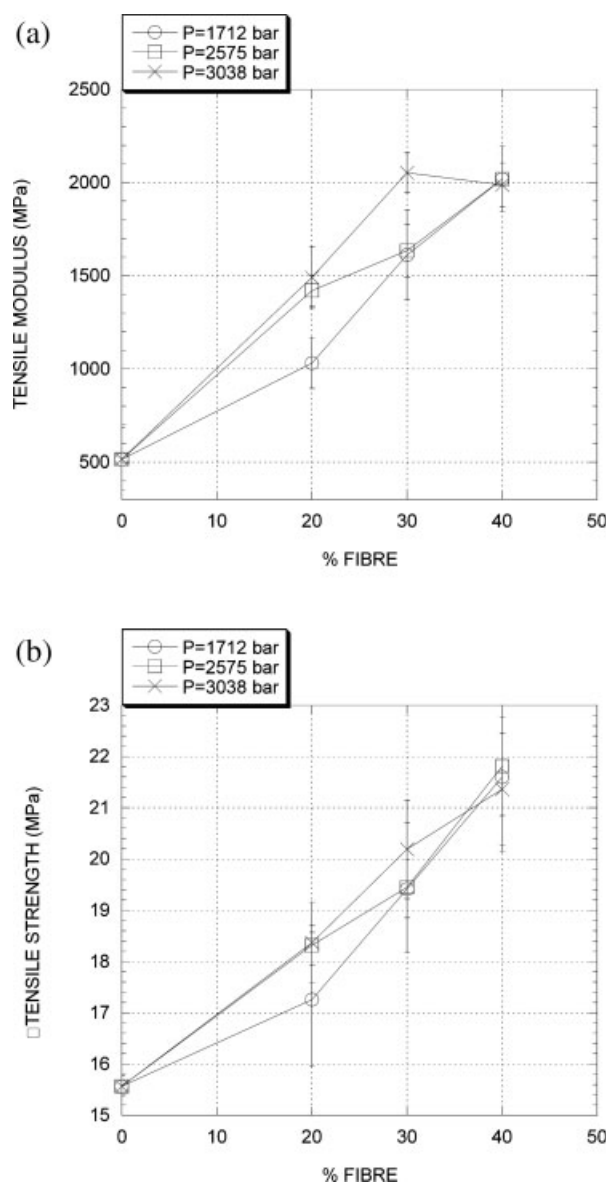 (a)
P=1712 bar
P=2575 bar
P=3038 bar
2500
2000
1500
1000
500
TENSILE MODULUS (MPa)
0 10 20 30 40 50
% FIBRE
(b)
P=1712 bar
P=2575 bar
P=3038 bar
23
22
21
20
19
18
17
16
15
□TENSILE STRENGTH (MPa)
0 10 20 30 40 50
% FIBRE